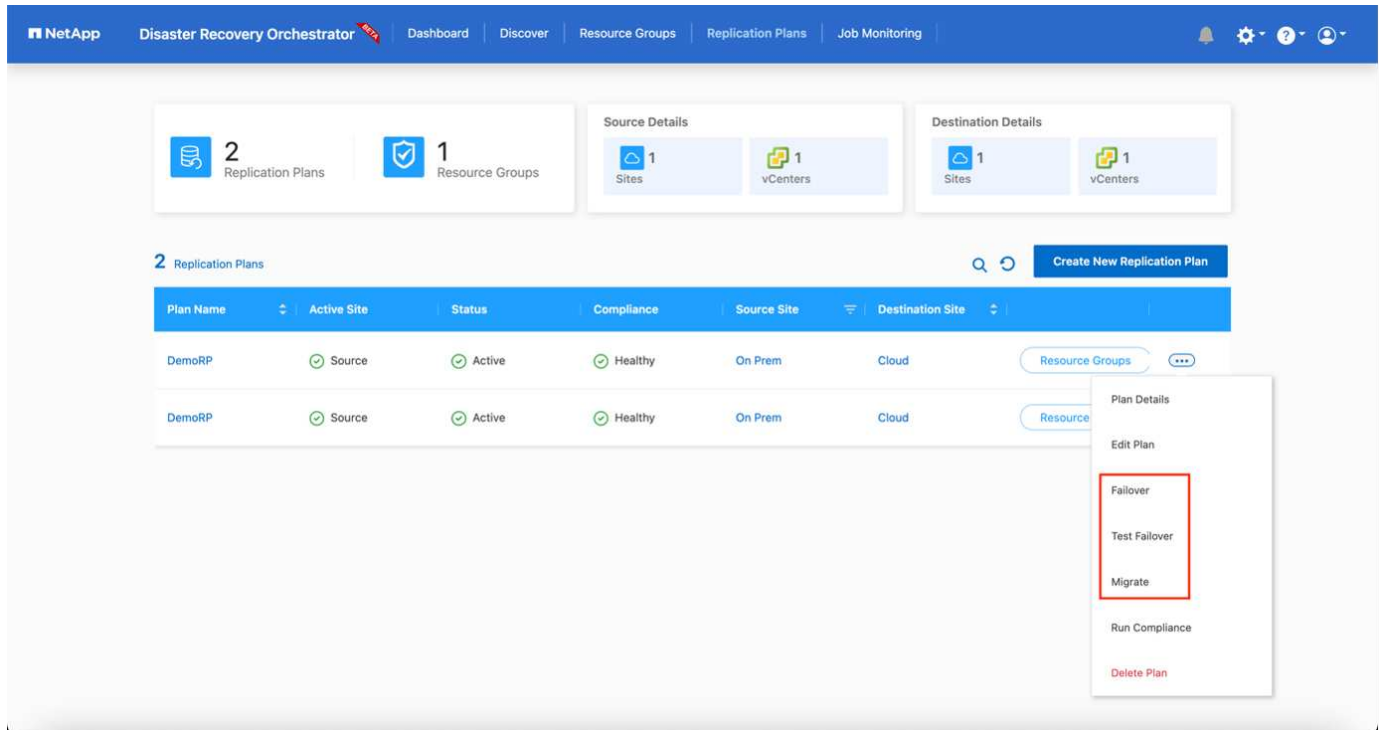 NetApp Disaster Recovery Orchestrator BETA Dashboard Discover Resource Groups Replication Plans Job Monitoring
2
Replication Plans
1
Resource Groups
Source Details
1
Sites
1
vCenters
Destination Details
1
Sites
1
vCenters
2 Replication Plans
Create New Replication Plan
Plan Name Active Site Status Compliance Source Site Destination Site
DemoRP Source Active Healthy On Prem Cloud Resource Groups
DemoRP Source Active Healthy On Prem Cloud Resource
Plan Details
Edit Plan
Failover
Test Failover
Migrate
Run Compliance
Delete Plan